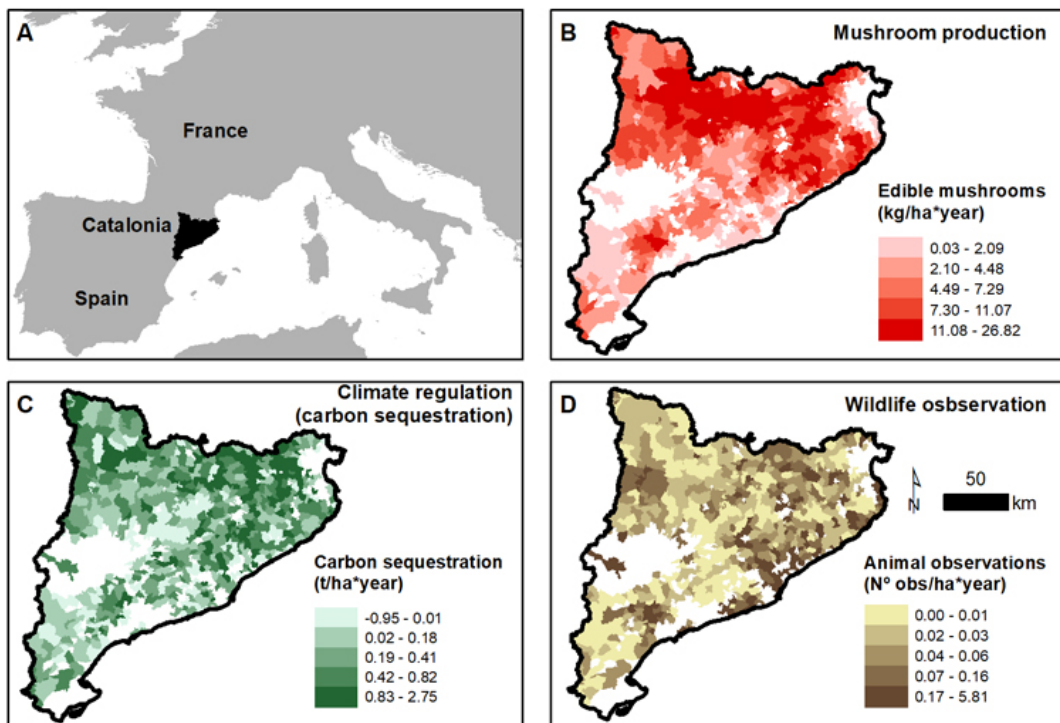 A
France
Catalonia
Spain
B
Mushroom production
Edible mushrooms
(kg/ha*year)
0.03 - 2.09
2.10 - 4.48
4.49 - 7.29
7.30 - 11.07
11.08 - 26.82
C
Climate regulation
(carbon sequestration)
Carbon sequestration
(t/ha*year)
-0.95 - 0.01
0.02 - 0.18
0.19 - 0.41
0.42 - 0.82
0.83 - 2.75
D
Wildlife osbservation
N
50
km
Animal observations
(Nº obs/ha*year)
0.00 - 0.01
0.02 - 0.03
0.04 - 0.06
0.07 - 0.16
0.17 - 5.81